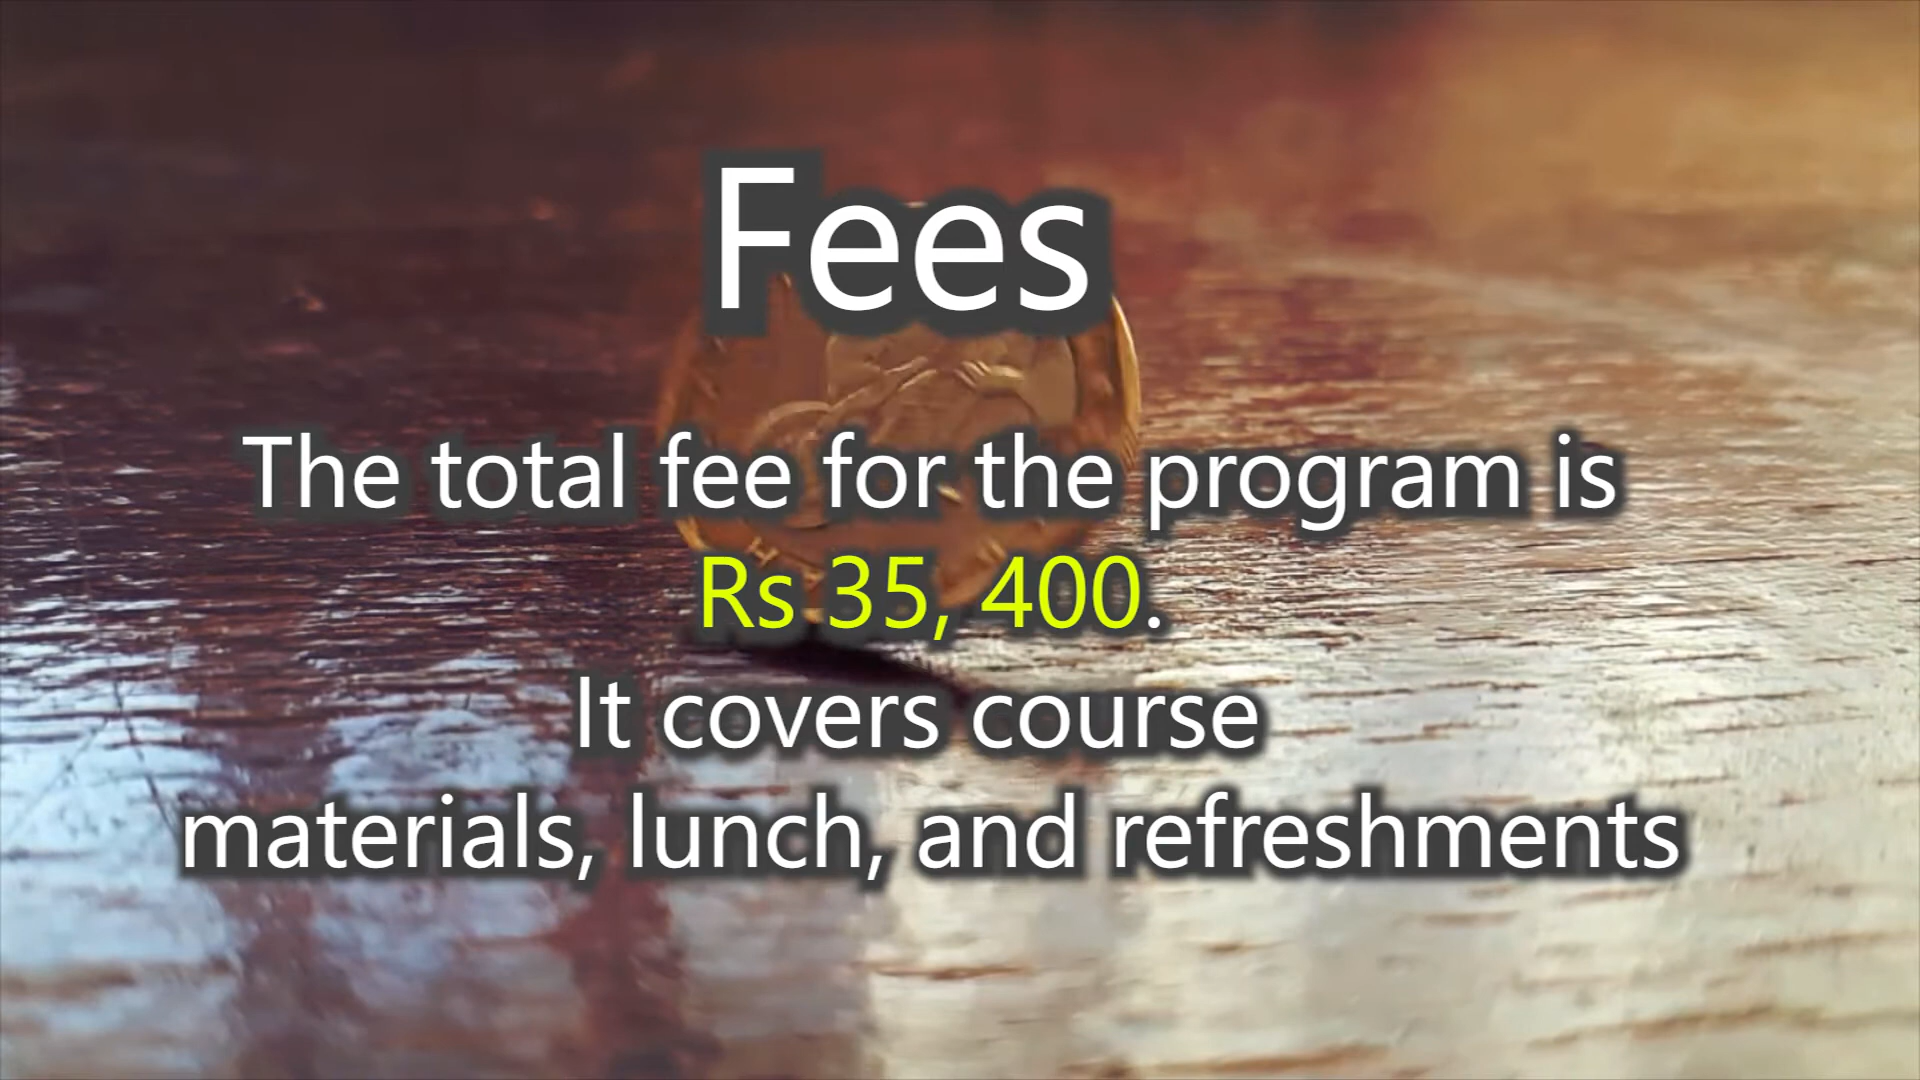 Fees
The total fee for the program is
Rs 35, 400.
It covers course
materials, lunch, and refreshments